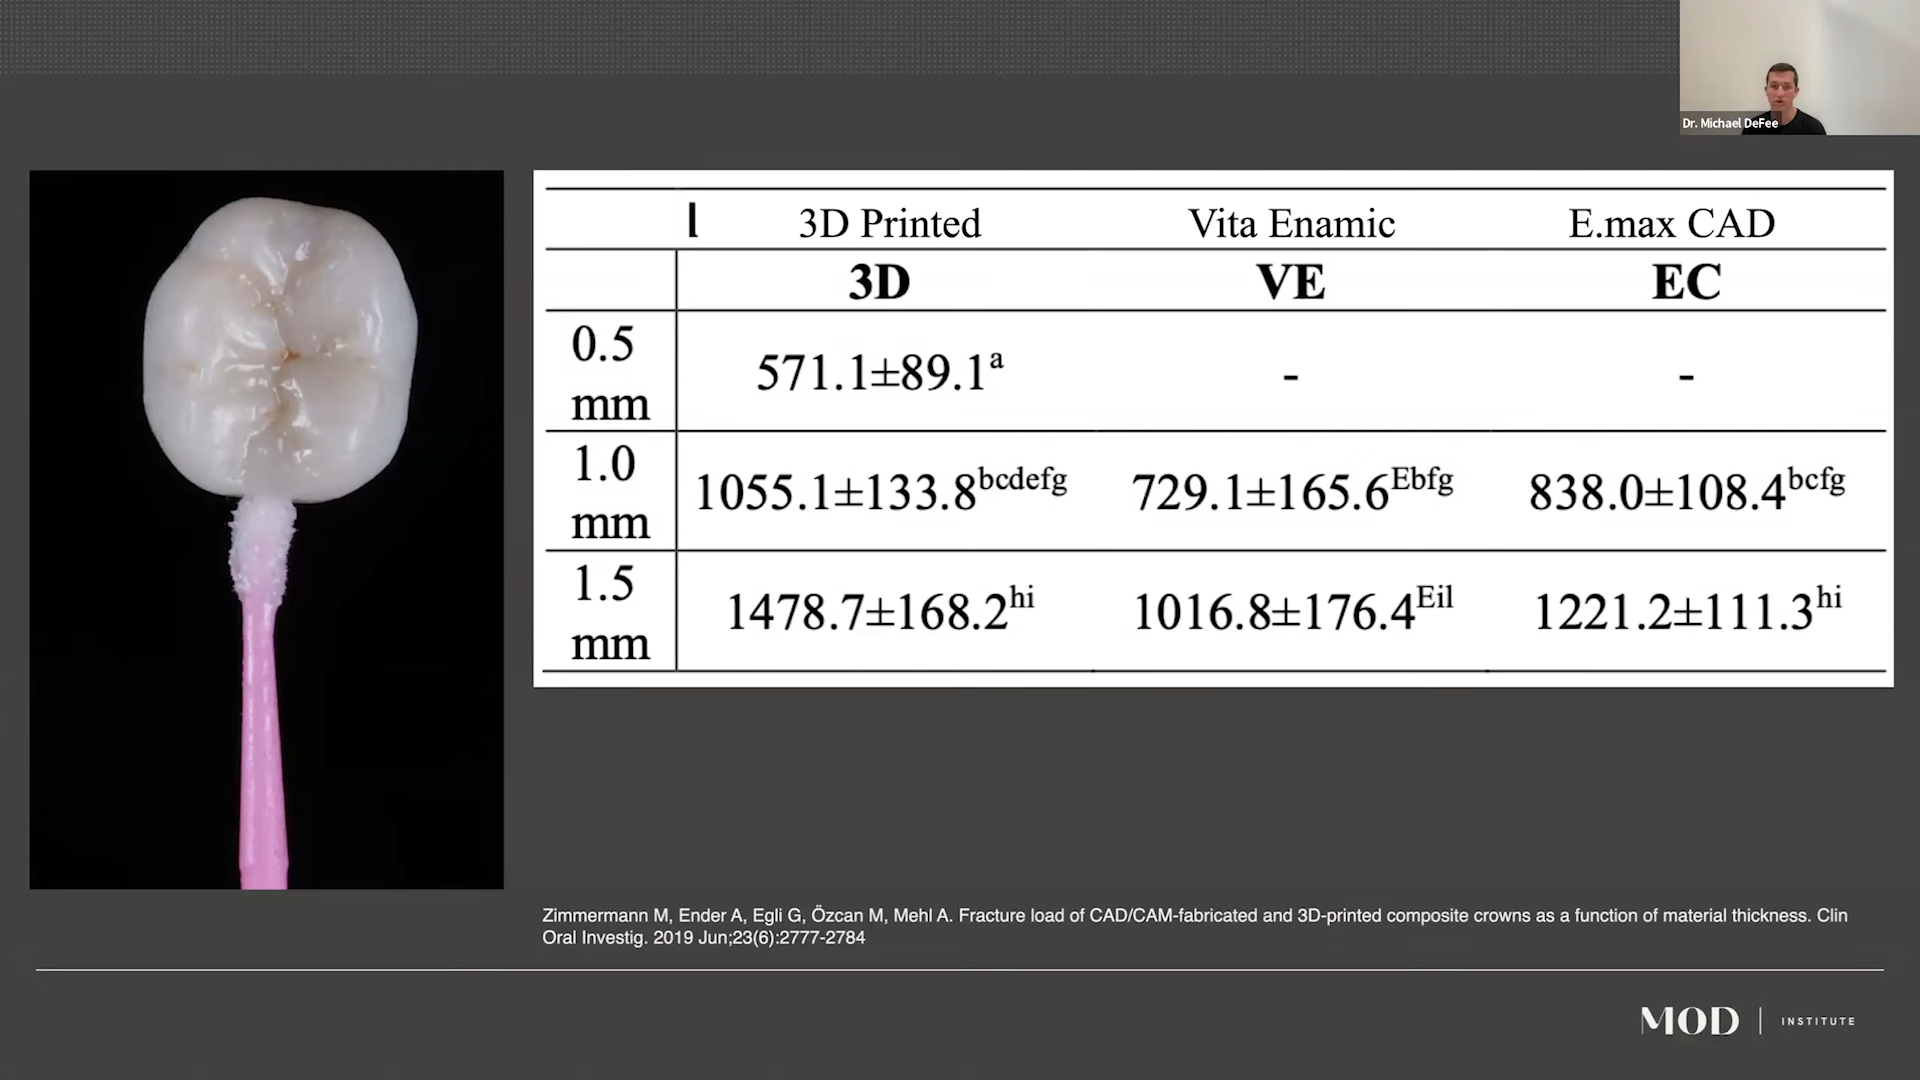 Dr. Michael DeFee
3D Printed Vita Enamic E.max CAD
3D VE EC
0.5 mm 571.1±89.1ᵃ - -
1.0 mm 1055.1±133.8ᵇᶜᵈᵉᶠᵍ 729.1±165.6ᴱᵇᶠᵍ 838.0±108.4ᵇᶜᶠᵍ
1.5 mm 1478.7±168.2ʰⁱ 1016.8±176.4ᴱⁱˡ 1221.2±111.3ʰⁱ
Zimmermann M, Ender A, Egli G, Özcan M, Mehl A. Fracture load of CAD/CAM-fabricated and 3D-printed composite crowns as a function of material thickness. Clin
Oral Investig. 2019 Jun;23(6):2777-2784
MOD | INSTITUTE